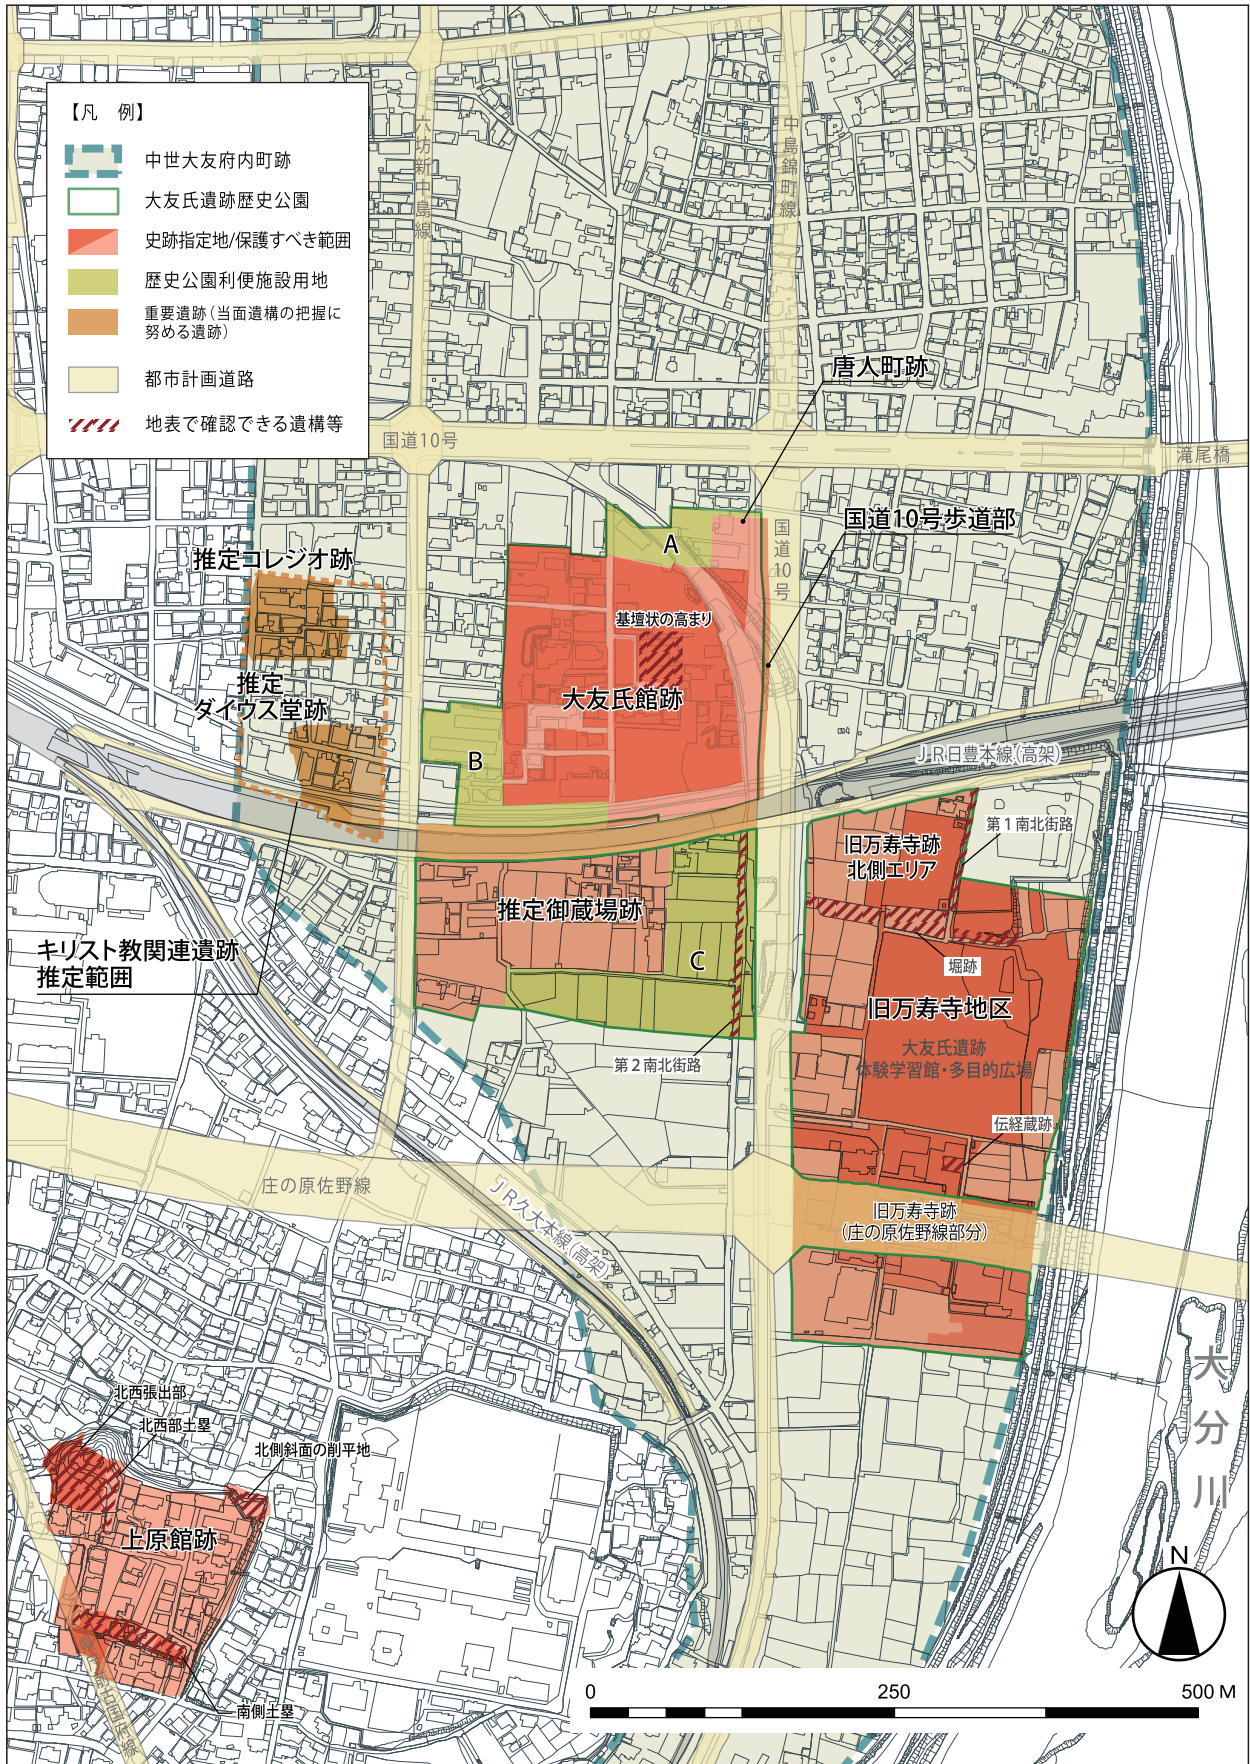 【凡 例】
中世大友府内町跡
大友氏遺跡歴史公園
史跡指定地/保護すべき範囲
歴史公園利便施設用地
重要遺跡（当面遺構の把握に
努める遺跡）
都市計画道路
地表で確認できる遺構等
六坊新中島線
中島錦町線
唐人町跡
国道10号
滝尾橋
国道10号歩道部
国道10号
A
推定コレジオ跡
基壇状の高まり
推定
ダイウス堂跡
大友氏館跡
B
JR日豊本線（高架）
第1南北街路
旧万寿寺跡
北側エリア
推定御蔵場跡
キリスト教関連遺跡
推定範囲
C
堀跡
旧万寿寺地区
大友氏遺跡
体験学習館・多目的広場
第2南北街路
伝経蔵跡
庄の原佐野線
JR久大本線（高架）
旧万寿寺跡
（庄の原佐野線部分）
大分川
北西張出部
北西部土塁
北側斜面の削平地
上原館跡
南側土塁
N
0
250
500 M